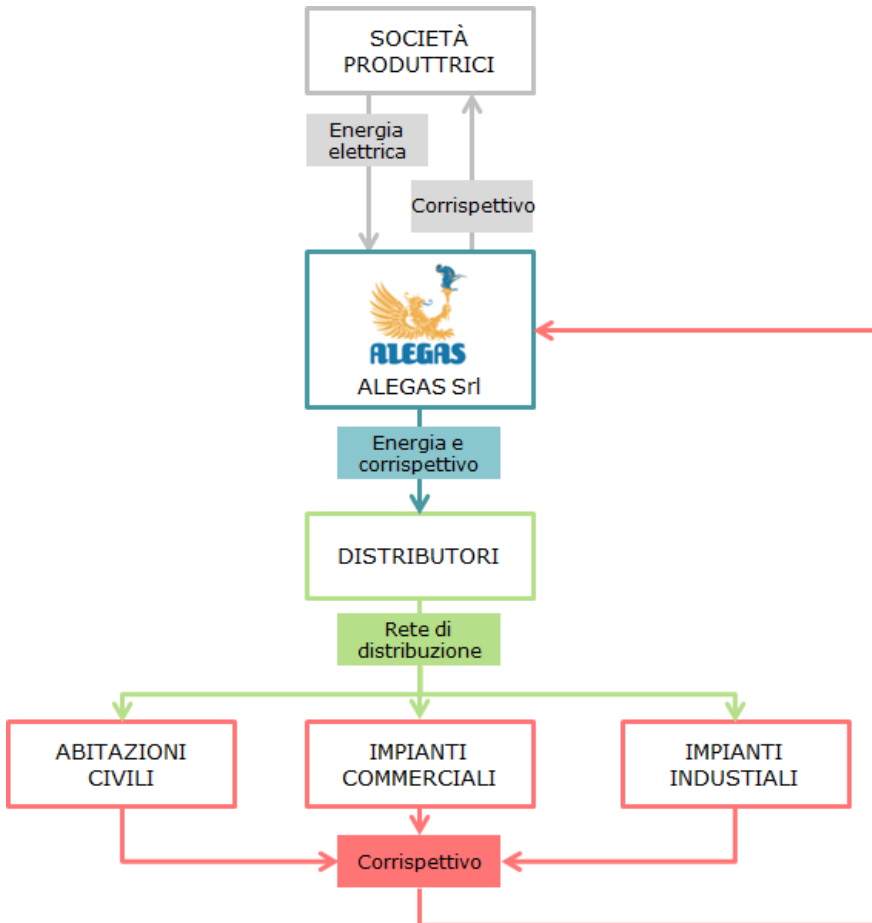 SOCIETÀ
PRODUTTRICI
Energia
elettrica
Corrispettivo
ALEGAS
ALEGAS Srl
Energia e
corrispettivo
DISTRIBUTORI
Rete di
distribuzione
ABITAZIONI
CIVILI
IMPIANTI
COMMERCIALI
IMPIANTI
INDUSTIALI
Corrispettivo